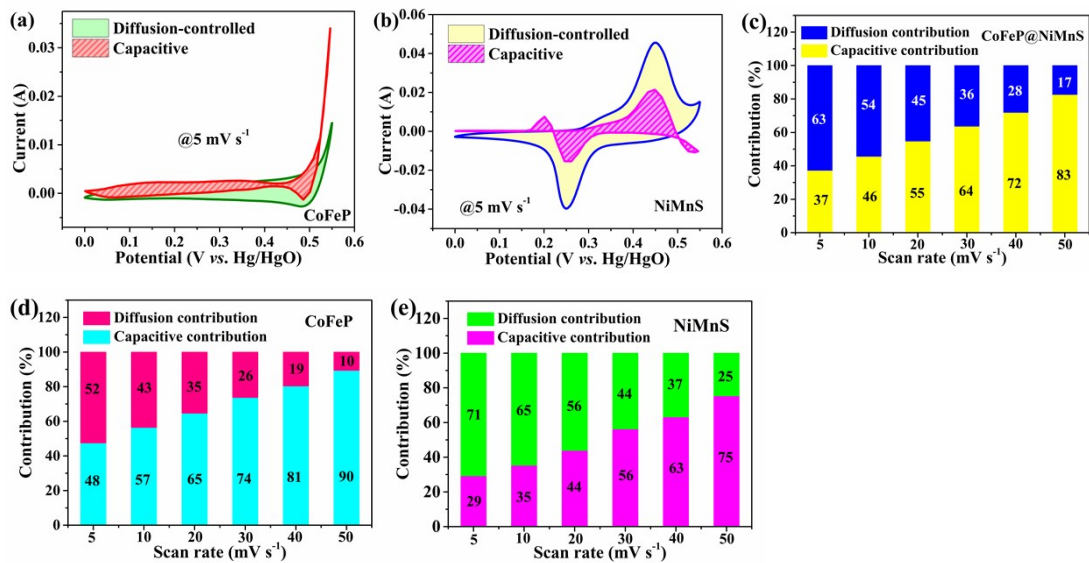 (a)
Diffusion-controlled
Capacitive
@5 mV s⁻¹
CoFeP
0.03
0.02
0.01
0.00
Current (A)
0.0 0.1 0.2 0.3 0.4 0.5 0.6
Potential (V vs. Hg/HgO)
(b)
Diffusion-controlled
Capacitive
@5 mV s⁻¹
NiMnS
0.06
0.04
0.02
0.00
-0.02
-0.04
Current (A)
0.0 0.1 0.2 0.3 0.4 0.5 0.6
Potential (V vs. Hg/HgO)
(c)
Diffusion contribution
Capacitive contribution
CoFeP@NiMnS
120
100
80
60
40
20
0
Contribution (%)
63 54 45 36 28 17
37 46 55 64 72 83
5 10 20 30 40 50
Scan rate (mV s⁻¹)
(d)
Diffusion contribution
Capacitive contribution
CoFeP
120
100
80
60
40
20
0
Contribution (%)
52 43 35 26 19 10
48 57 65 74 81 90
5 10 20 30 40 50
Scan rate (mV s⁻¹)
(e)
Diffusion contribution
Capacitive contribution
NiMnS
120
100
80
60
40
20
0
Contribution (%)
71 65 56 44 37 25
29 35 44 56 63 75
5 10 20 30 40 50
Scan rate (mV s⁻¹)